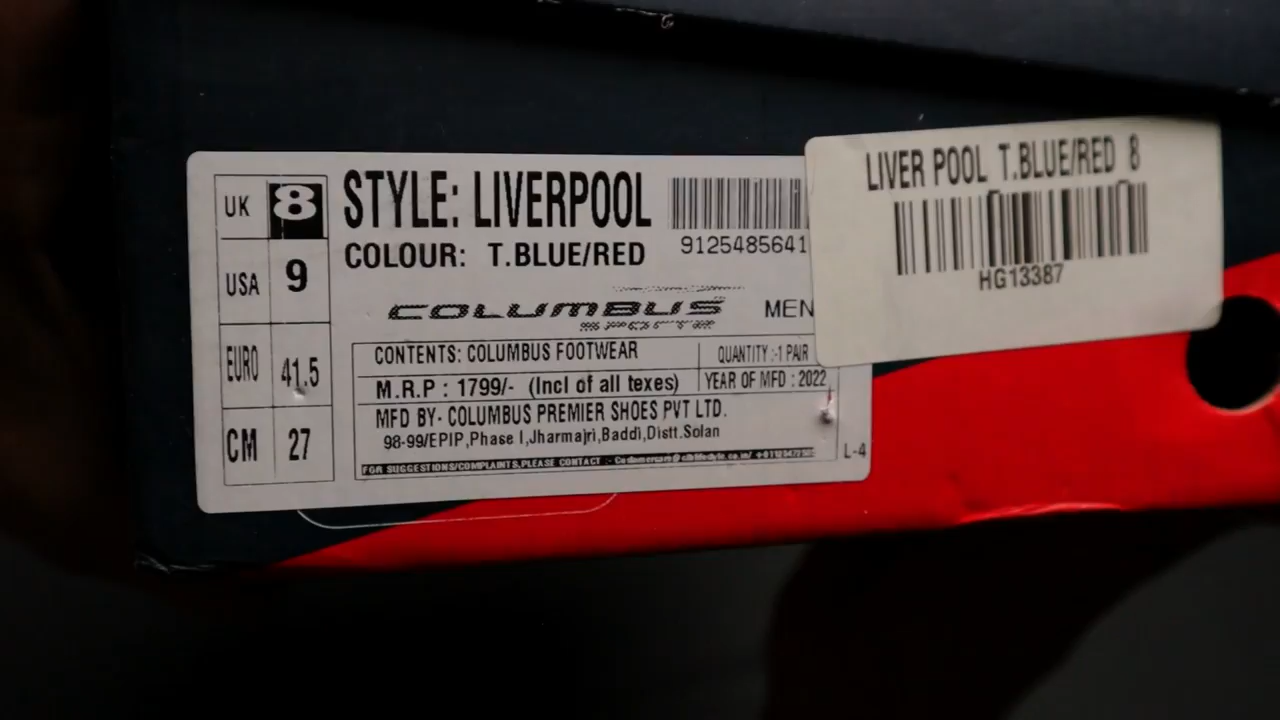 UK 8
USA 9
EURO 41.5
CM 27
STYLE: LIVERPOOL
COLOUR: T.BLUE/RED
9125485641
COLUMBUS
SPORTS
MEN
CONTENTS: COLUMBUS FOOTWEAR
QUANTITY :-1 PAIR
M.R.P : 1799/- (Incl of all texes)
YEAR OF MFD : 2022
MFD BY- COLUMBUS PREMIER SHOES PVT LTD.
98-99/EPIP,Phase I,Jharmajri,Baddi,Distt.Solan
FOR SUGGESTIONS/COMPLAINTS,PLEASE CONTACT :-
L-4
LIVER POOL T.BLUE/RED 8
HG13387